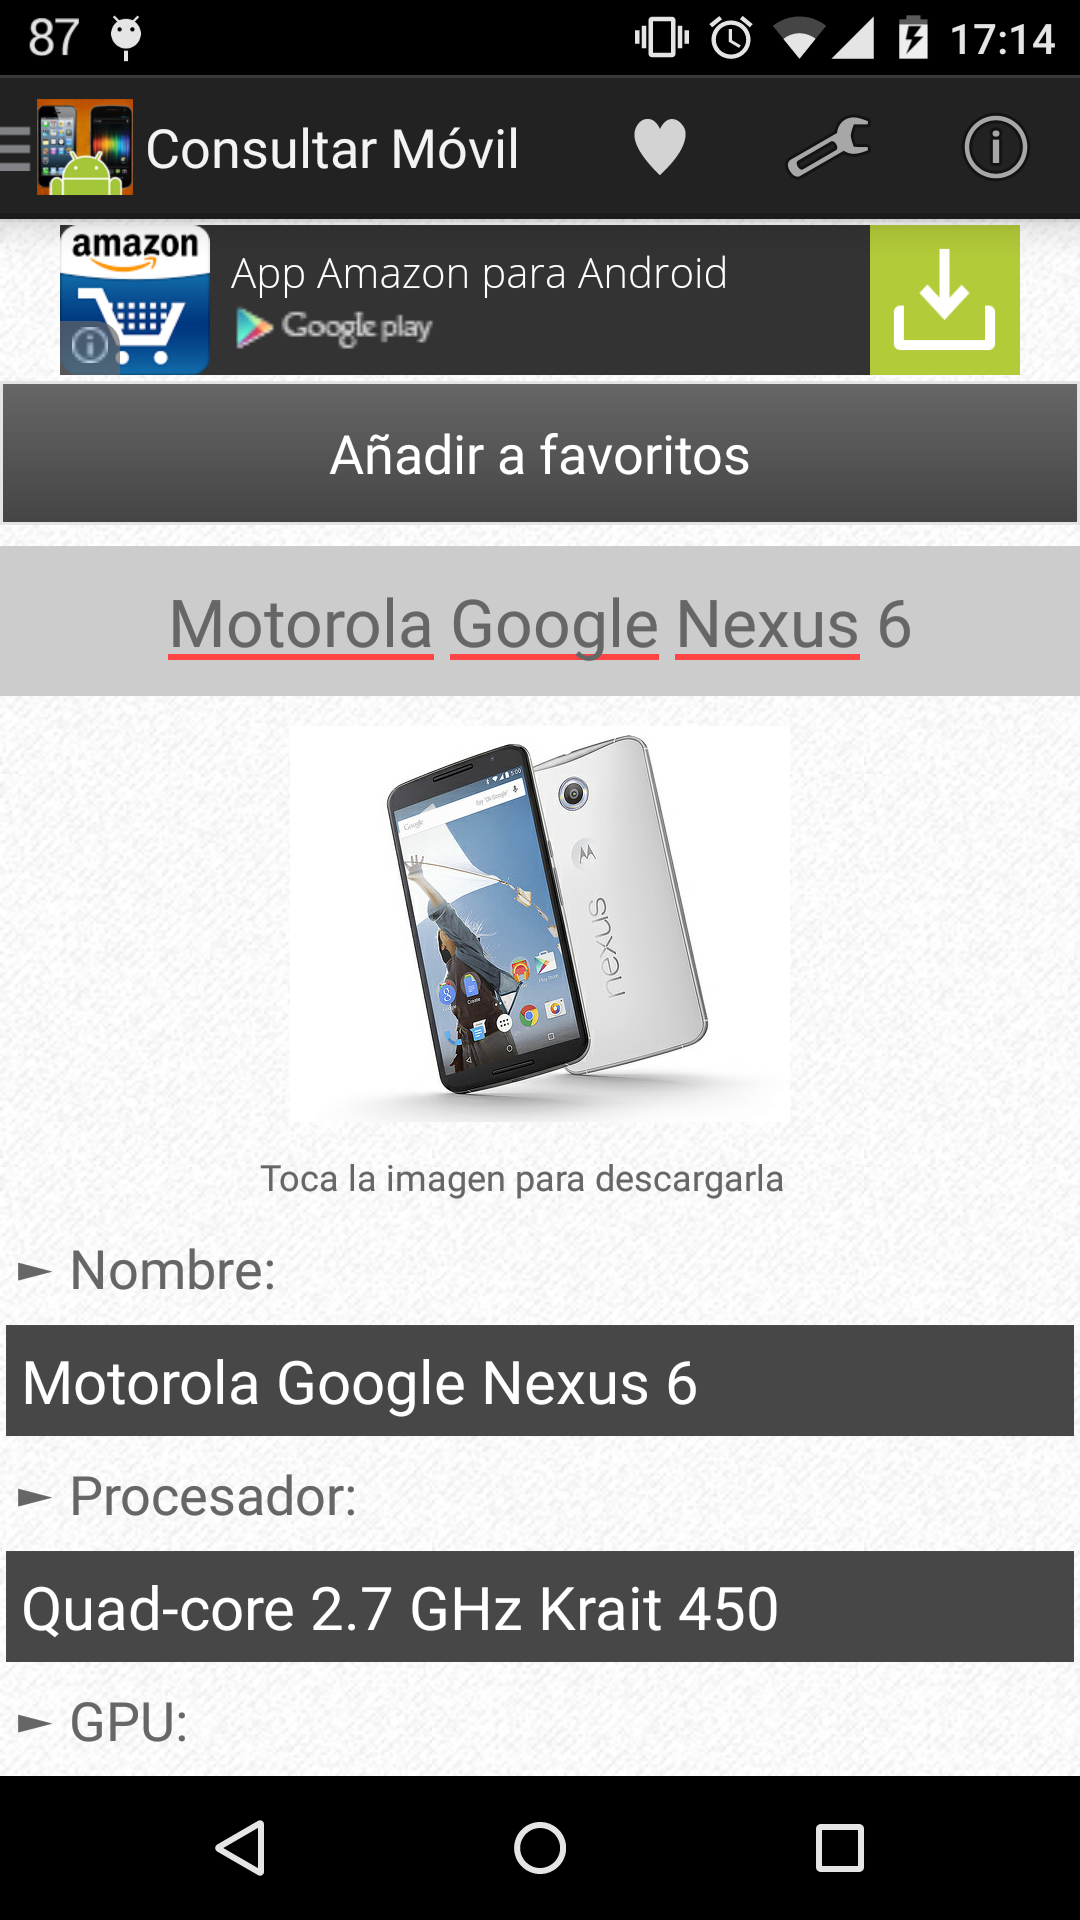 87
17:14
Consultar Móvil
amazon
App Amazon para Android
Google play
Añadir a favoritos
Motorola Google Nexus 6
nexus
Toca la imagen para descargarla
► Nombre:
Motorola Google Nexus 6
► Procesador:
Quad-core 2.7 GHz Krait 450
► GPU: